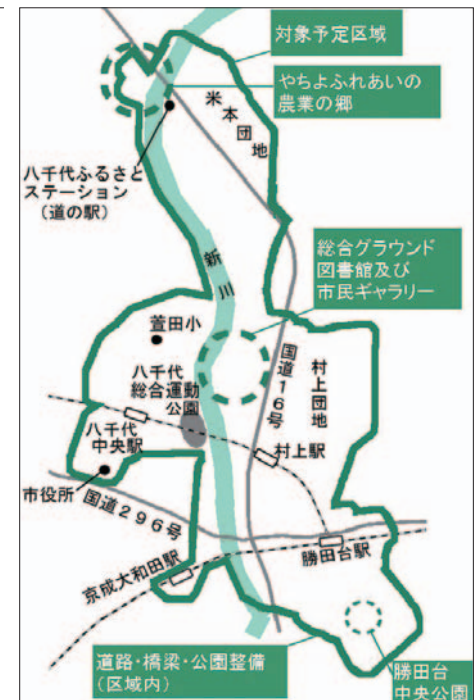 対象予定区域
やちよふれあいの
農業の郷
米本団地
八千代ふるさと
ステーション
(道の駅)
新川
総合グラウンド
図書館及び
市民ギャラリー
萱田小
八千代
総合運動
公園
国道16号
村上団地
八千代
中央駅
村上駅
市役所
国道296号
勝田台駅
京成大和田駅
道路・橋梁・公園整備
(区域内)
勝田台
中央公園